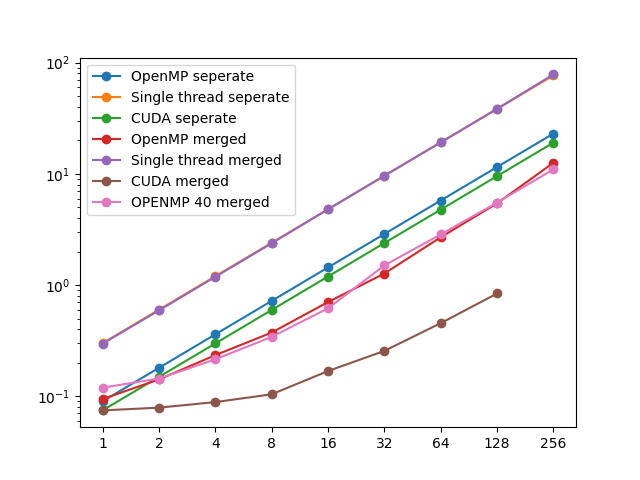 10²
10¹
10⁰
10⁻¹
OpenMP seperate
Single thread seperate
CUDA seperate
OpenMP merged
Single thread merged
CUDA merged
OPENMP 40 merged
1 2 4 8 16 32 64 128 256